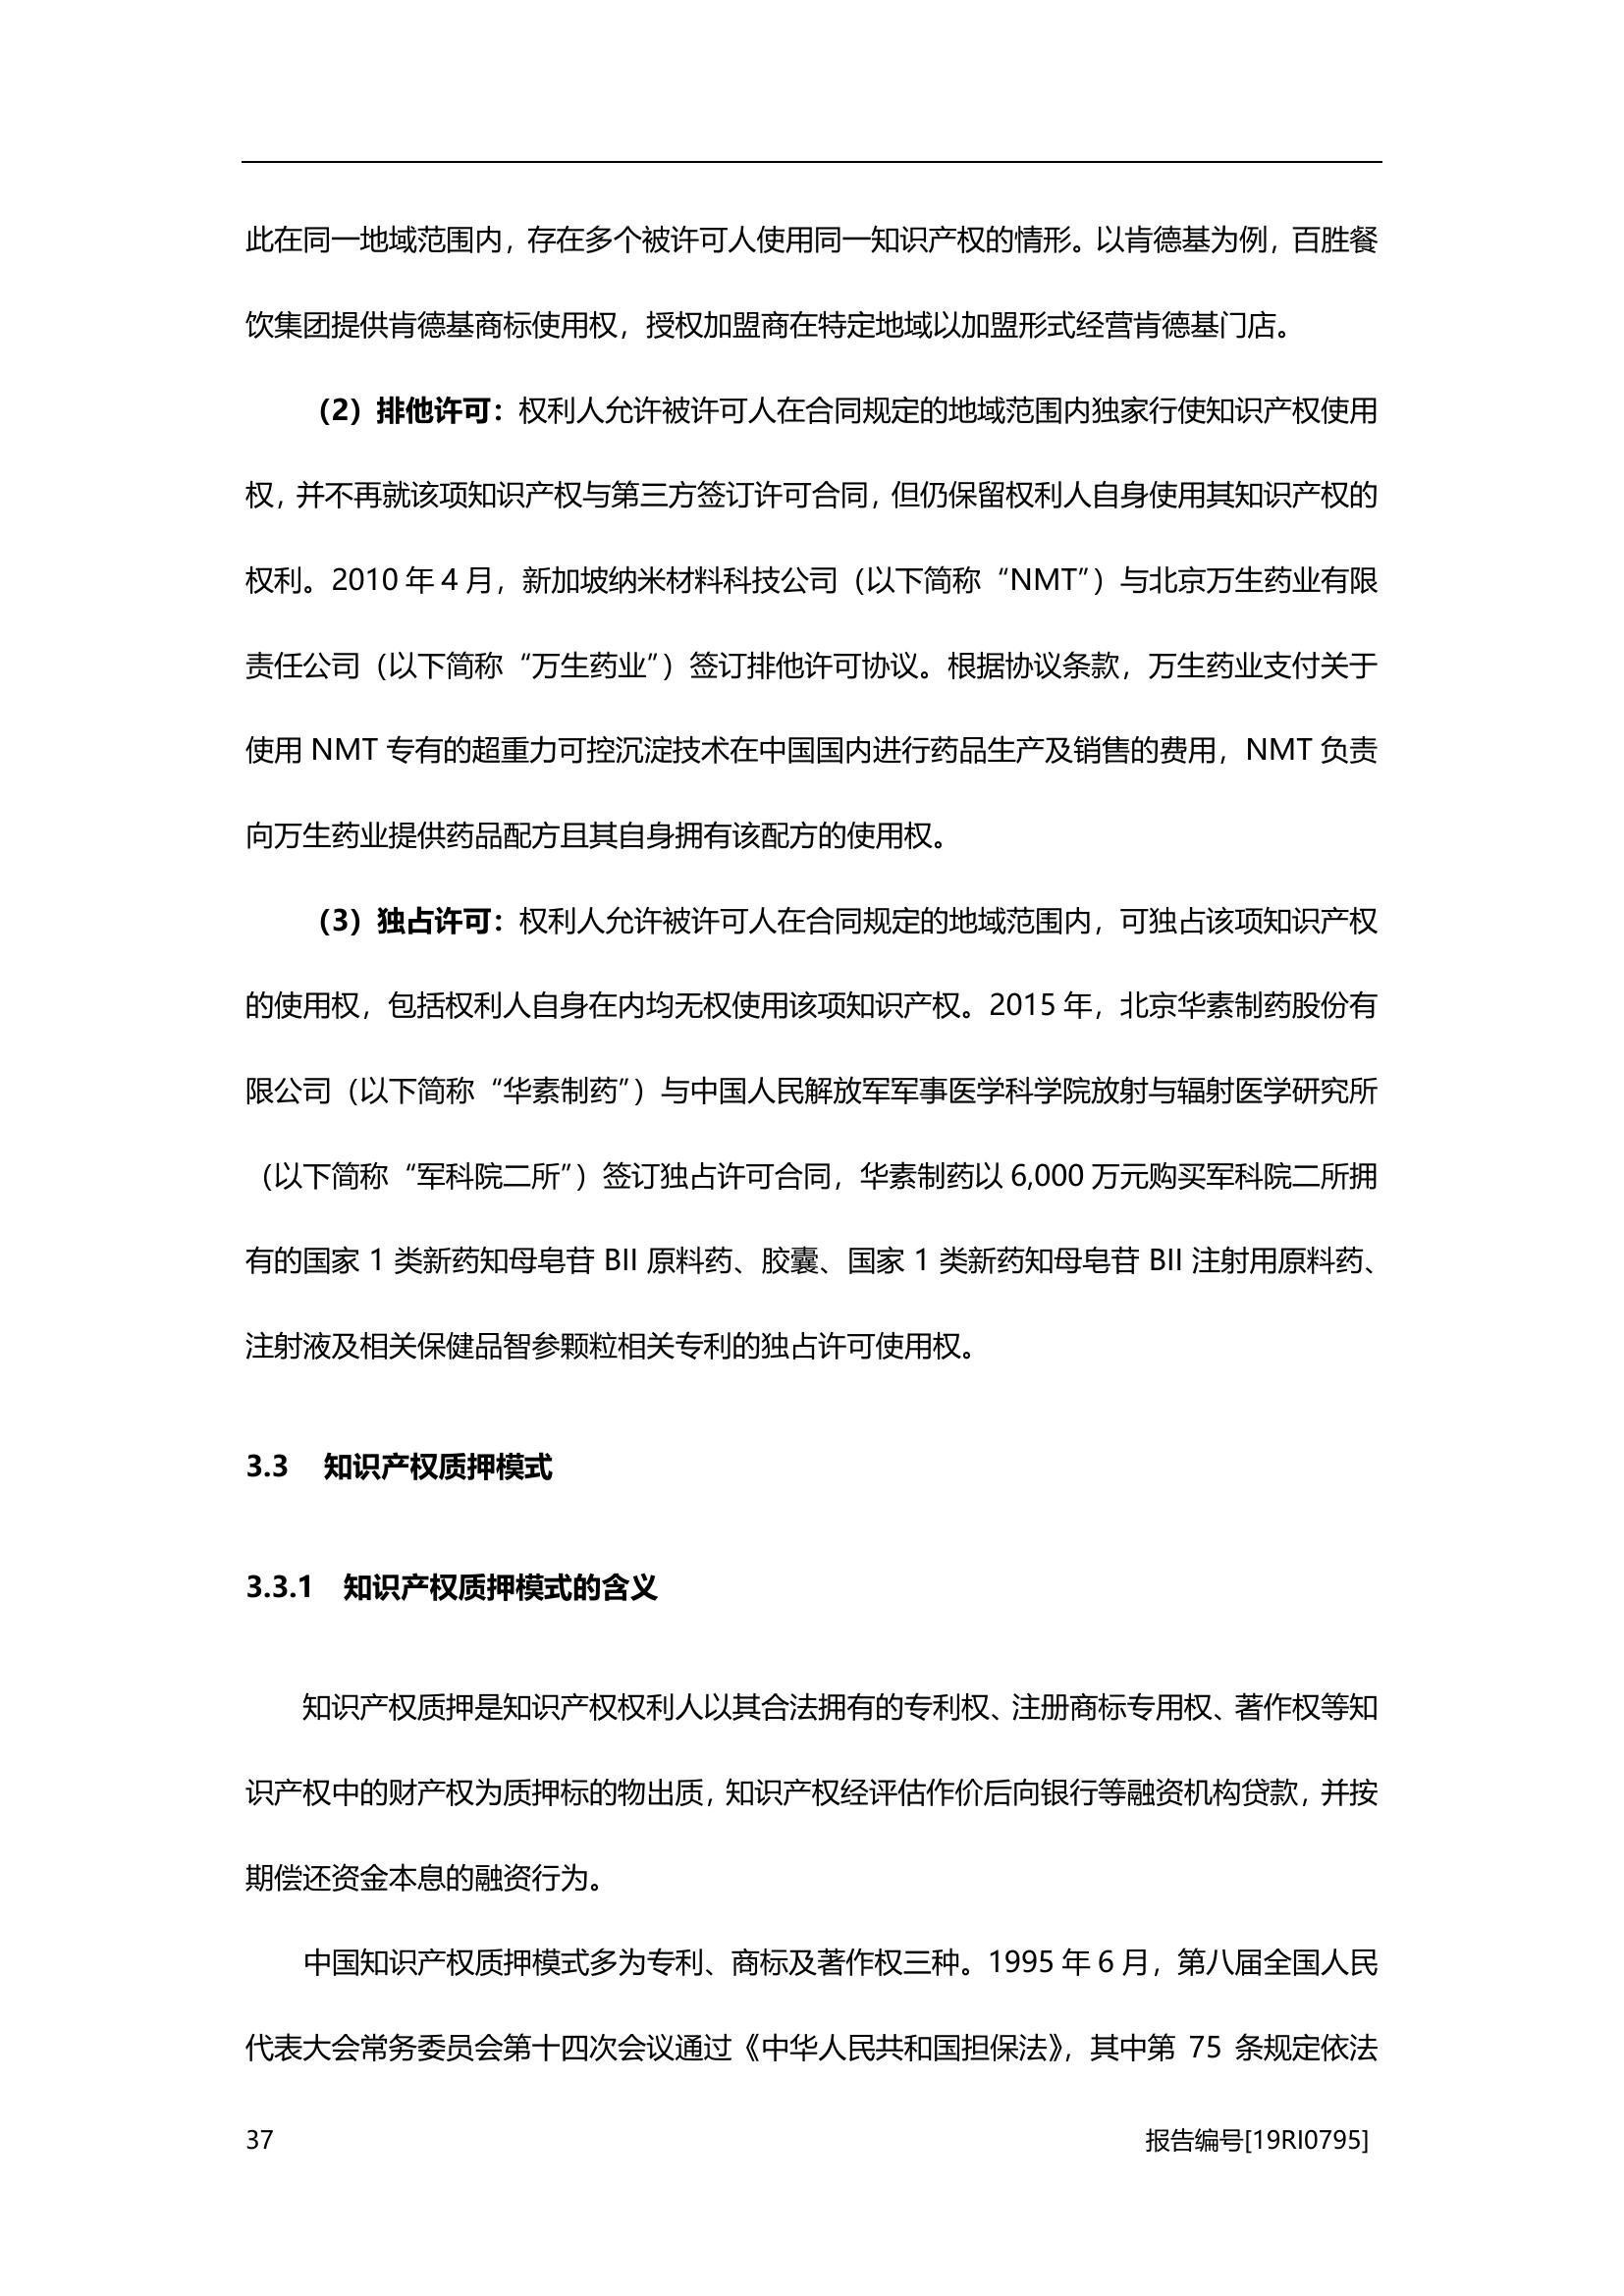 此在同一地域范围内，存在多个被许可人使用同一知识产权的情形。以肯德基为例，百胜餐
饮集团提供肯德基商标使用权，授权加盟商在特定地域以加盟形式经营肯德基门店。
（2）排他许可：权利人允许被许可人在合同规定的地域范围内独家行使知识产权使用
权，并不再就该项知识产权与第三方签订许可合同，但仍保留权利人自身使用其知识产权的
权利。2010 年 4 月，新加坡纳米材料科技公司（以下简称“NMT”）与北京万生药业有限
责任公司（以下简称“万生药业”）签订排他许可协议。根据协议条款，万生药业支付关于
使用 NMT 专有的超重力可控沉淀技术在中国国内进行药品生产及销售的费用，NMT 负责
向万生药业提供药品配方且其自身拥有该配方的使用权。
（3）独占许可：权利人允许被许可人在合同规定的地域范围内，可独占该项知识产权
的使用权，包括权利人自身在内均无权使用该项知识产权。2015 年，北京华素制药股份有
限公司（以下简称“华素制药”）与中国人民解放军军事医学科学院放射与辐射医学研究所
（以下简称“军科院二所”）签订独占许可合同，华素制药以 6,000 万元购买军科院二所拥
有的国家 1 类新药知母皂苷 BII 原料药、胶囊、国家 1 类新药知母皂苷 BII 注射用原料药、
注射液及相关保健品智参颗粒相关专利的独占许可使用权。
3.3 知识产权质押模式
3.3.1 知识产权质押模式的含义
知识产权质押是知识产权权利人以其合法拥有的专利权、注册商标专用权、著作权等知
识产权中的财产权为质押标的物出质，知识产权经评估作价后向银行等融资机构贷款，并按
期偿还资金本息的融资行为。
中国知识产权质押模式多为专利、商标及著作权三种。1995 年 6 月，第八届全国人民
代表大会常务委员会第十四次会议通过《中华人民共和国担保法》，其中第 75 条规定依法
37 报告编号[19RI0795]